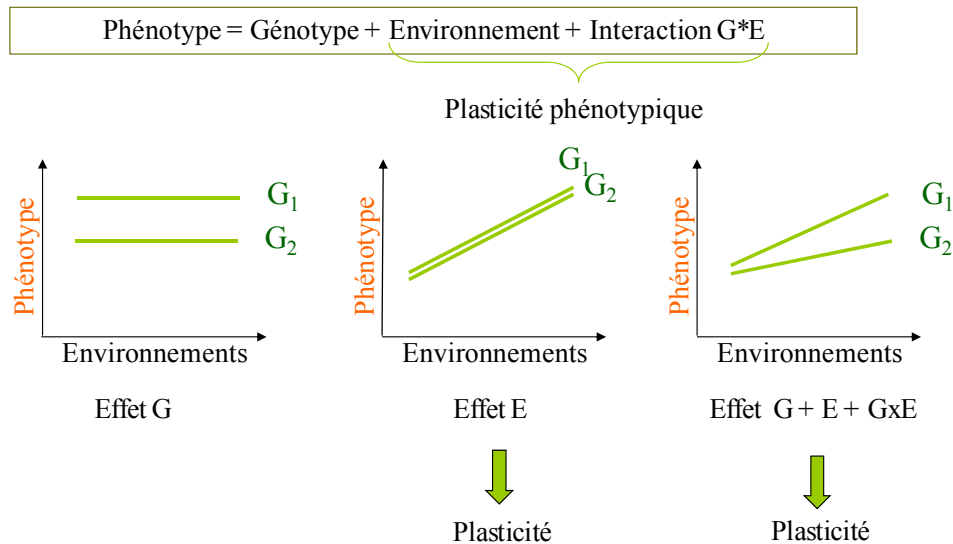 Phénotype = Génotype + Environnement + Interaction G*E
Plasticité phénotypique
Phénotype
G1
G2
Environnements
Effet G
Phénotype
G1
G2
Environnements
Effet E
Plasticité
Phénotype
G1
G2
Environnements
Effet G + E + GxE
Plasticité